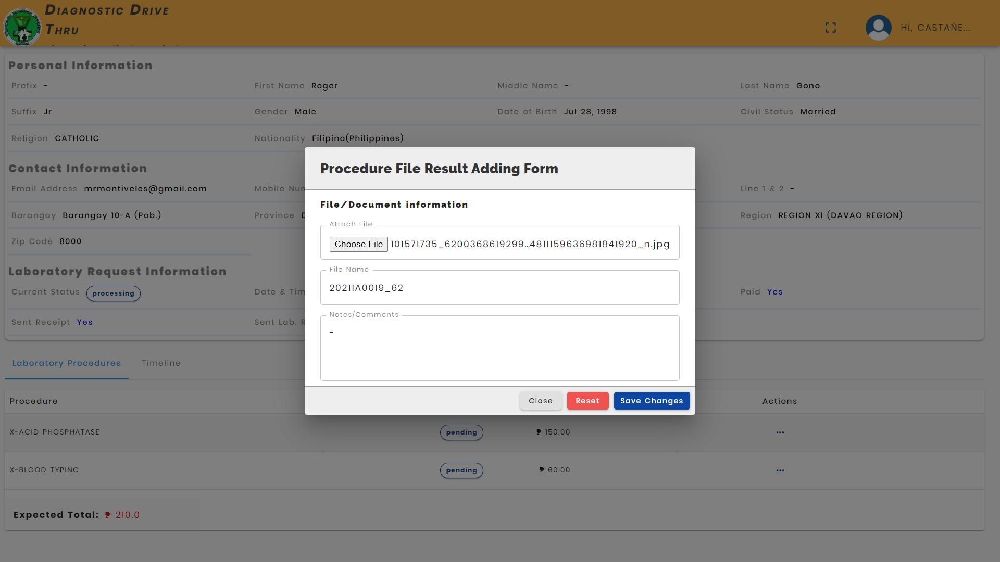 Diagnostic Drive
Thru
Hi, CASTAÑE...
Personal Information
Prefix -
First Name Roger
Middle Name -
Last Name Gono
Suffix Jr
Gender Male
Date of Birth Jul 28, 1998
Civil Status Married
Religion CATHOLIC
Nationality Filipino(Philippines)
Contact Information
Email Address mrmontiveles@gmail.com
Mobile Nu
Line 1 & 2 -
Barangay Barangay 10-A (Pob.)
Province D
Region REGION XI (DAVAO REGION)
Zip Code 8000
Laboratory Request Information
Current Status processing
Date & Tim
Paid Yes
Sent Receipt Yes
Sent Lab. R
Procedure File Result Adding Form
File/Document information
Attach File
Choose File 101571735_6200368619299...4811159636981841920_n.jpg
File Name
20211A0019_62
Notes/Comments
-
Close
Reset
Save Changes
Laboratory Procedures
Timeline
Procedure
Actions
X-ACID PHOSPHATASE
pending
₱ 150.00
X-BLOOD TYPING
pending
₱ 60.00
Expected Total: ₱ 210.0